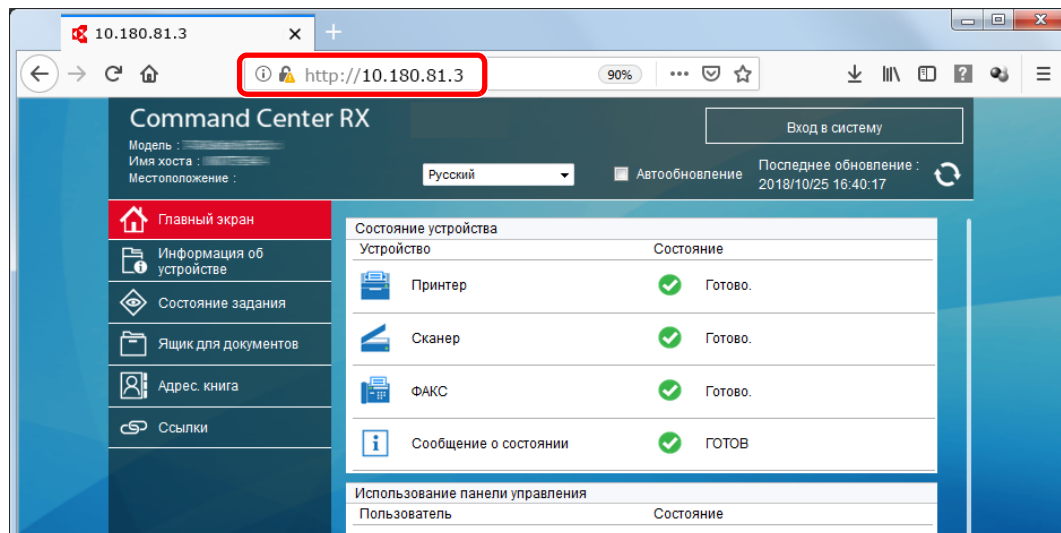 10.180.81.3
http://10.180.81.3
90%
Command Center RX
Вход в систему
Модель :
Имя хоста :
Местоположение :
Русский
Автообновление
Последнее обновление :
2018/10/25 16:40:17
Главный экран
Информация об
устройстве
Состояние задания
Ящик для документов
Адрес. книга
Ссылки
Состояние устройства
Устройство Состояние
Принтер Готово.
Сканер Готово.
ФАКС Готово.
Сообщение о состоянии ГОТОВ
Использование панели управления
Пользователь Состояние